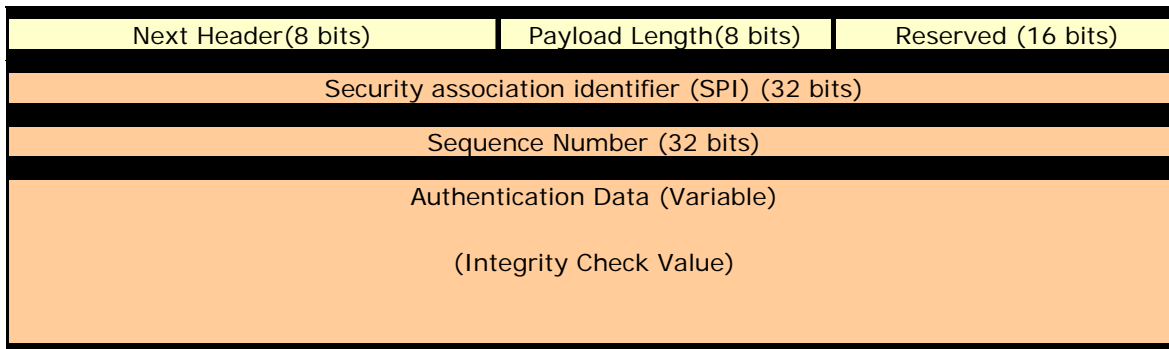 Next Header(8 bits) Payload Length(8 bits) Reserved (16 bits)
Security association identifier (SPI) (32 bits)
Sequence Number (32 bits)
Authentication Data (Variable)
(Integrity Check Value)